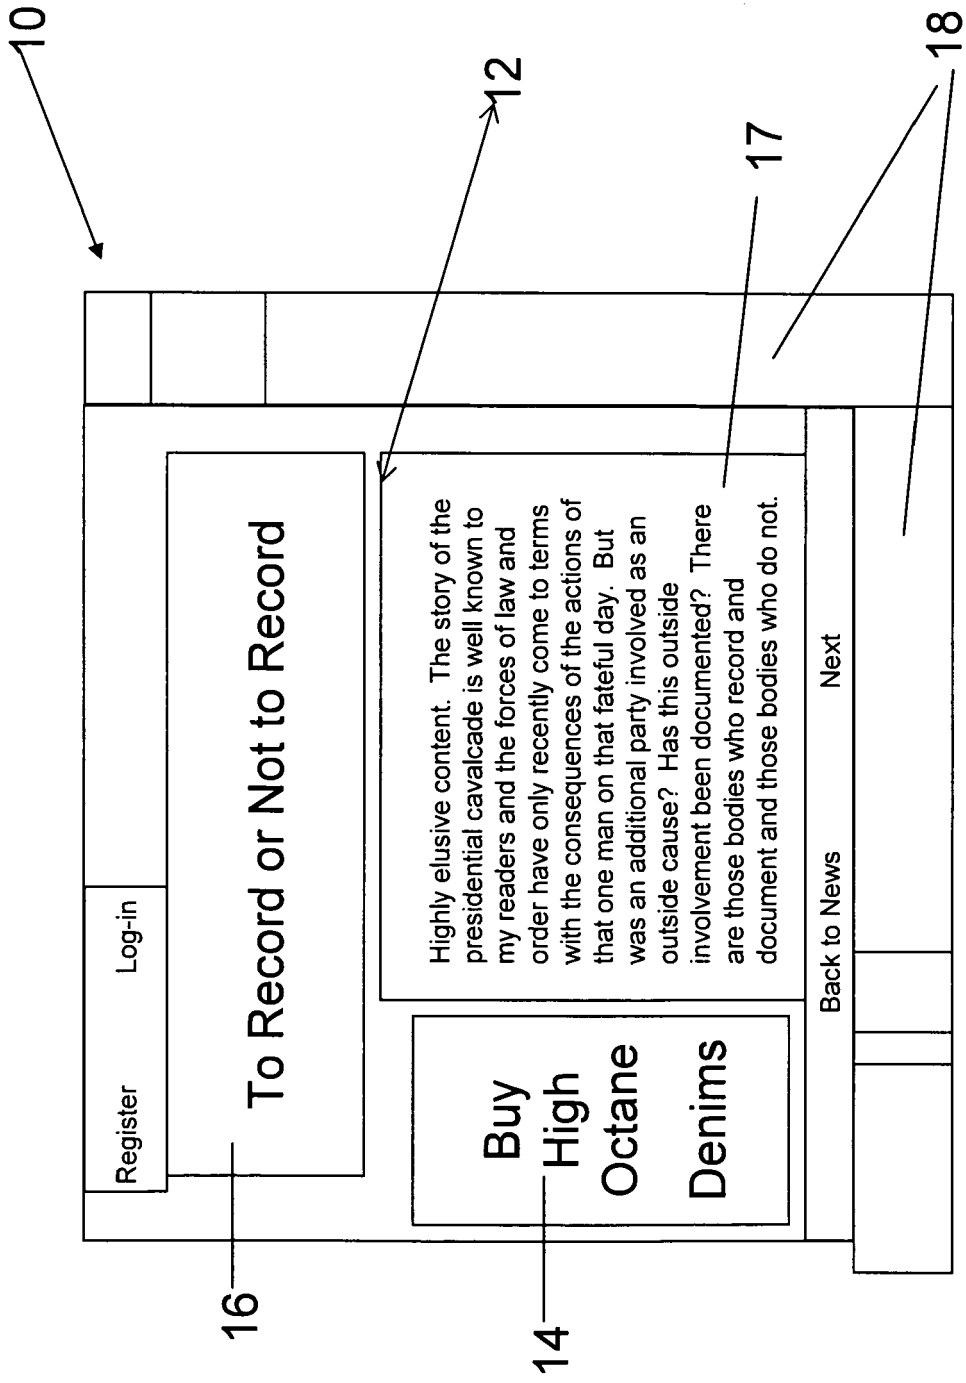 10
Register Log-in
16
To Record or Not to Record
12
14
Buy
High
Octane
Denims
Highly elusive content. The story of the
presidential cavalcade is well known to
my readers and the forces of law and
order have only recently come to terms
with the consequences of the actions of
that one man on that fateful day. But
was an additional party involved as an
outside cause? Has this outside
involvement been documented? There
are those bodies who record and
document and those bodies who do not.
17
Back to News Next
18